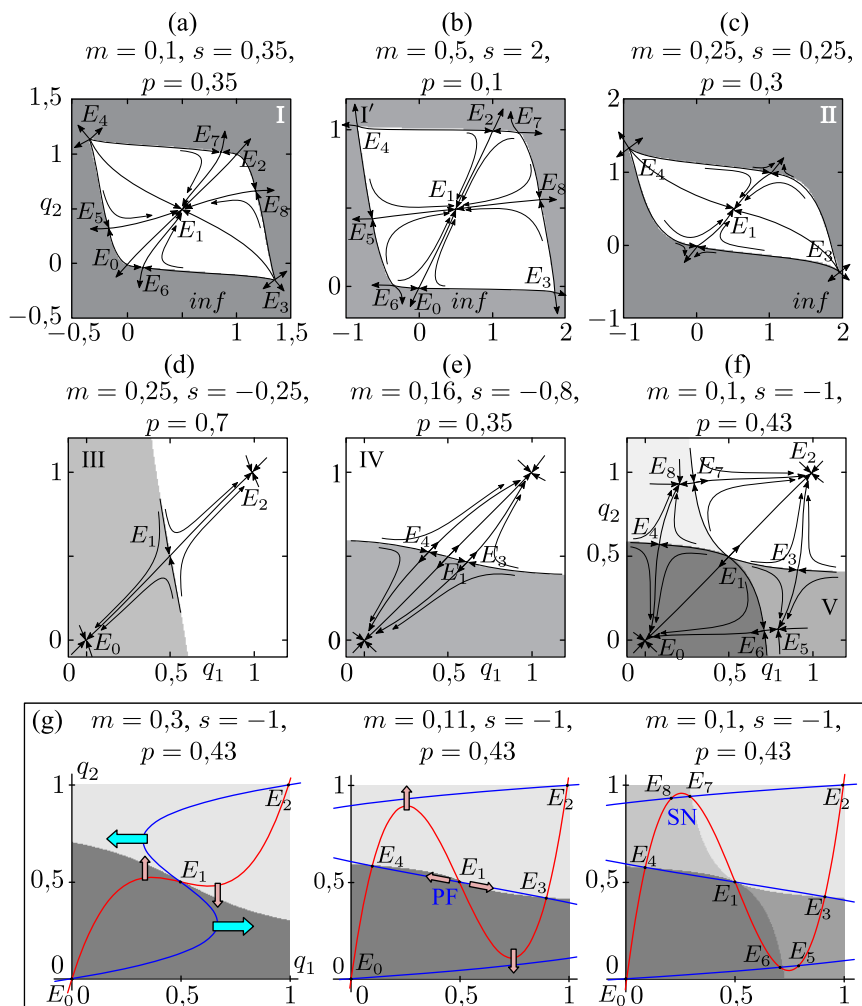 (a)
m = 0,1, s = 0,35,
p = 0,35
(b)
m = 0,5, s = 2,
p = 0,1
(c)
m = 0,25, s = 0,25,
p = 0,3
1,5
1
q2
0
−0,5
−0,5
0
1
1,5
I
E4
E7
E2
E8
E5
E1
E0
E6
E3
inf
1
0
−1
0
1
2
I′
E4
E2
E7
E1
E8
E5
E6
E0
E3
inf
2
1
0
−1
−1
0
1
2
II
E4
E1
E3
inf
(d)
m = 0,25, s = −0,25,
p = 0,7
(e)
m = 0,16, s = −0,8,
p = 0,35
(f)
m = 0,1, s = −1,
p = 0,43
1
0
0
0,5
1
q1
III
E1
E2
E0
1
0
0
0,5
1
q1
IV
E4
E1
E3
1
q2
0,5
0
0
0,5
1
q1
E8
E7
E2
E4
E3
E1
V
E0
E6
E5
(g)
m = 0,3, s = −1,
p = 0,43
m = 0,11, s = −1,
p = 0,43
m = 0,1, s = −1,
p = 0,43
1
q2
E2
0,5
E1
0
E0
0,5
1
q1
1
E2
0,5
E4
E1
PF
E3
0
E0
0
0,5
1
1
E8
E7
SN
E2
0,5
E4
E1
E3
E6
E5
0
E0
0
0,5
1